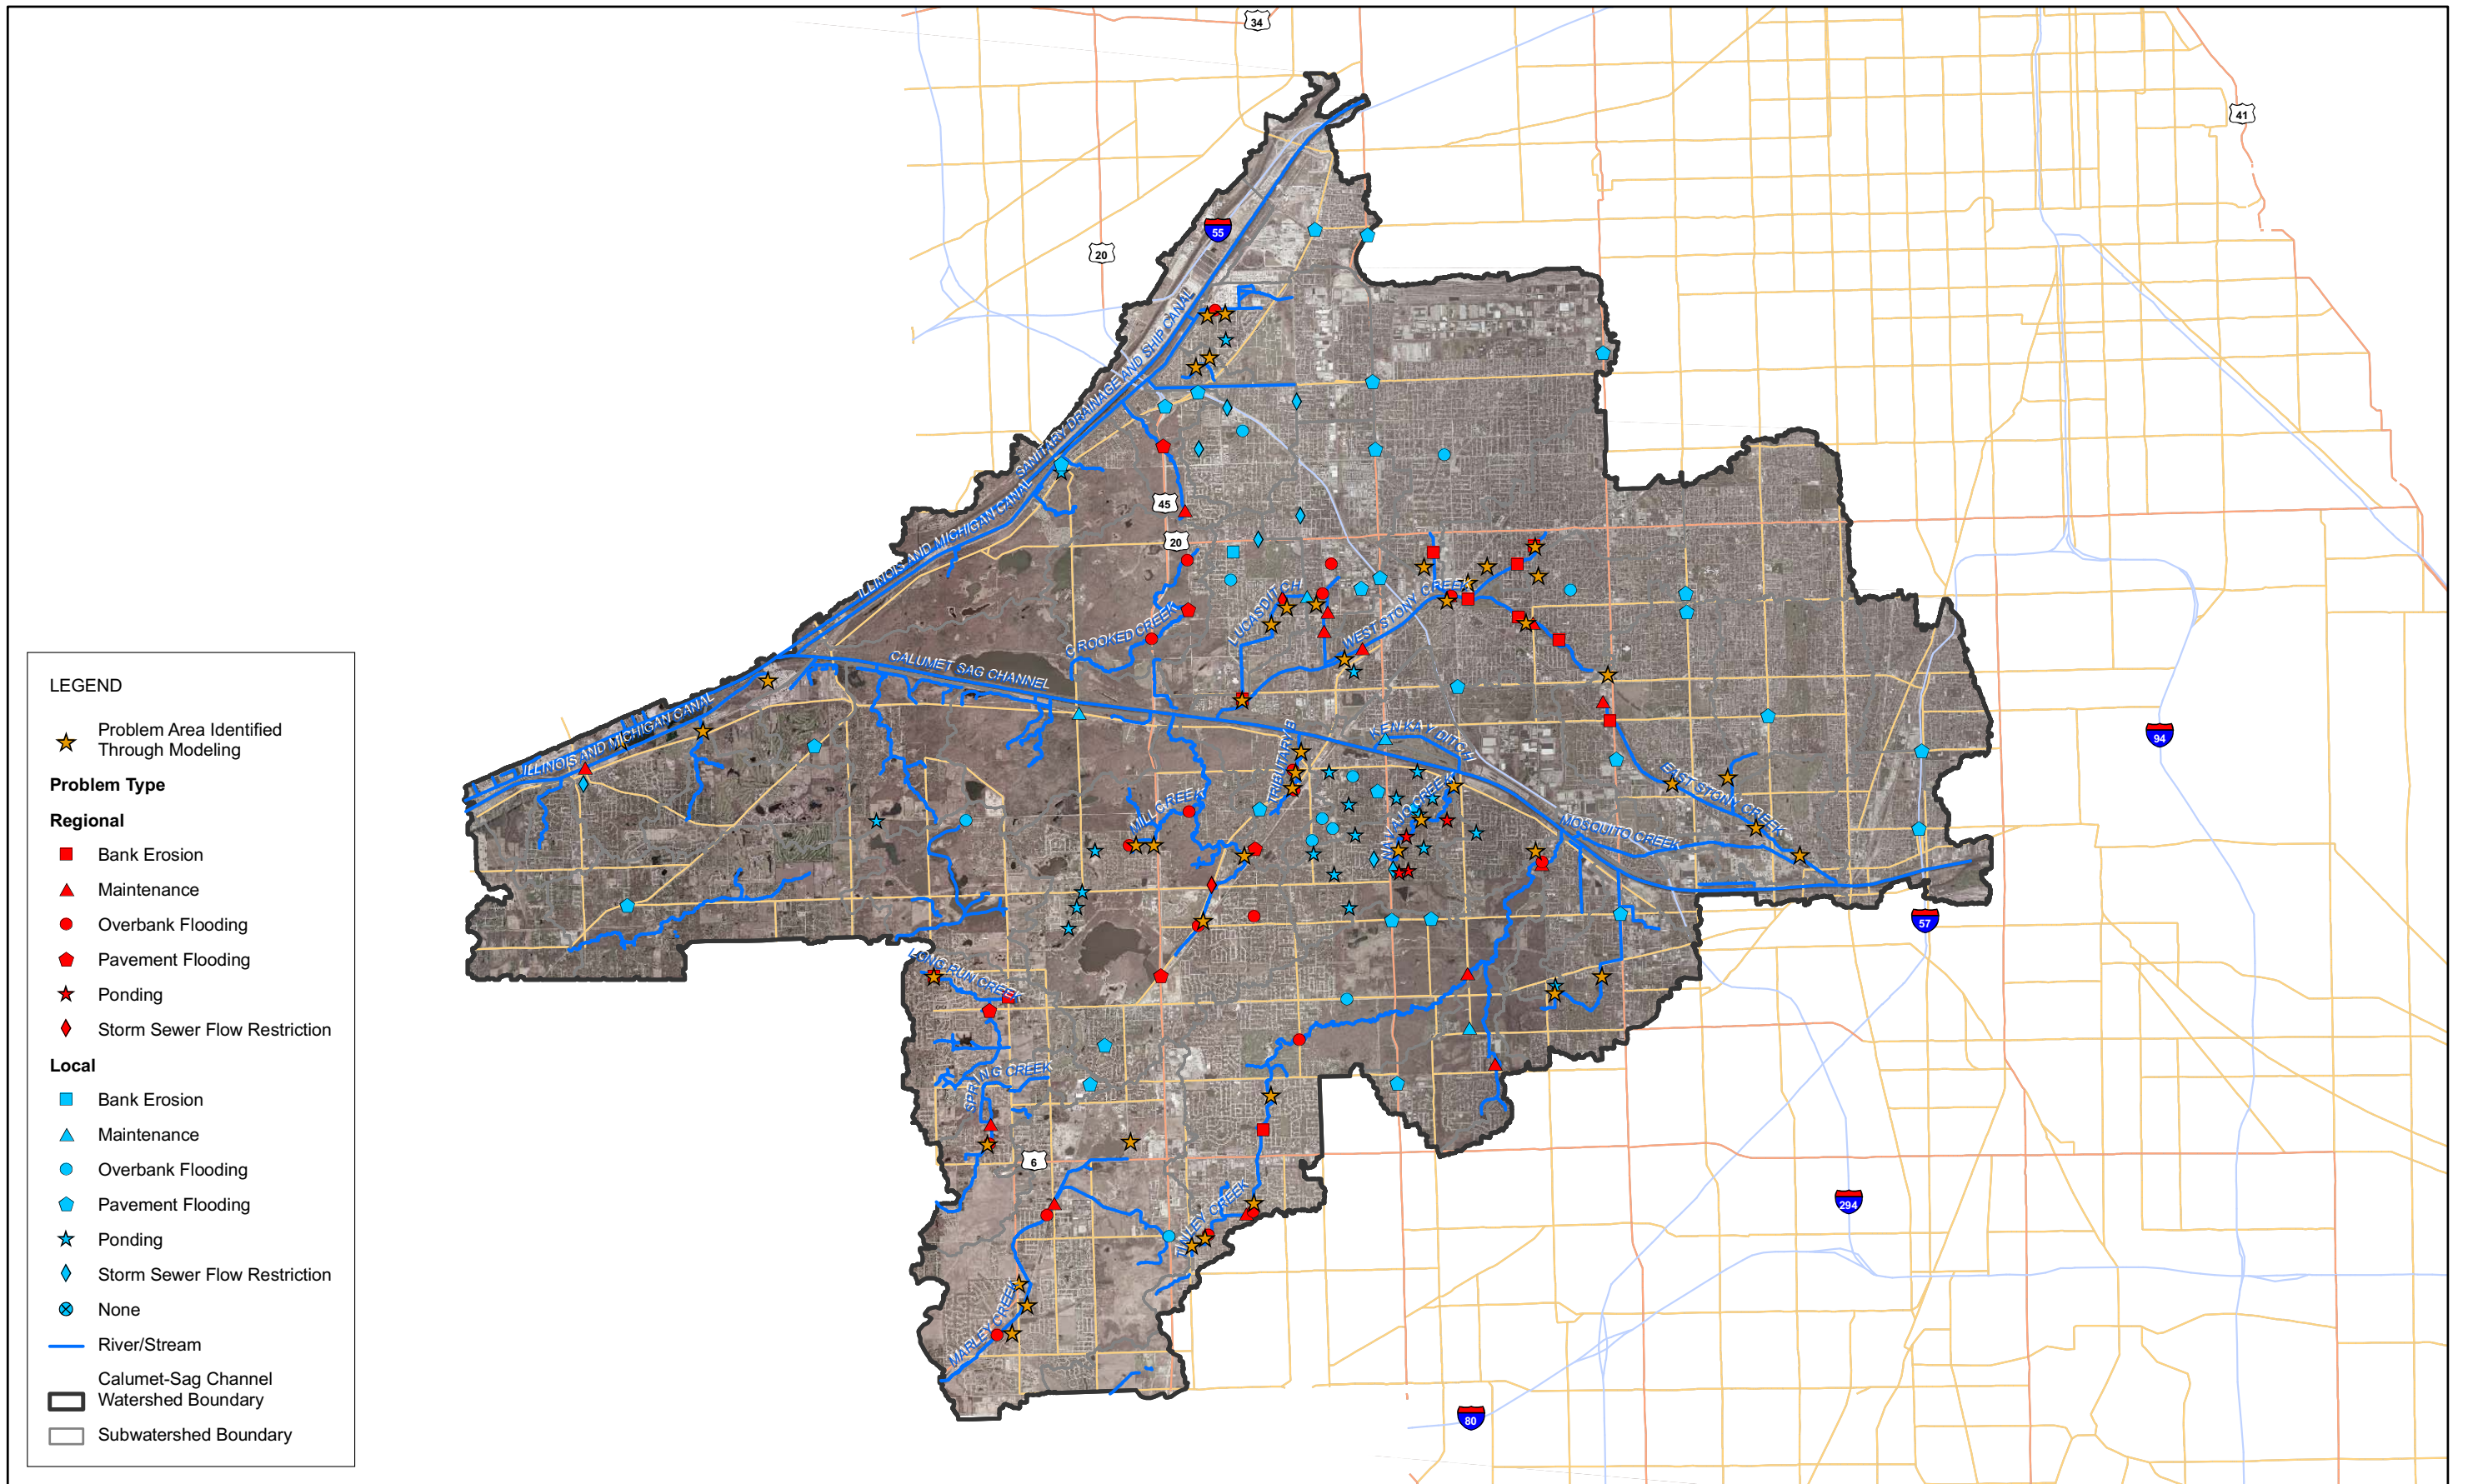 34
41
55
20
SANITARY DRAINAGE AND SHIP CANAL
45
20
ILLINOIS AND MICHIGAN CANAL
LUCAS DITCH
WEST STONY CREEK
CROOKED CREEK
CALUMET SAG CHANNEL
ILLINOIS AND MICHIGAN CANAL
KEN KAY DITCH
TRIBUTARY B
94
NAVAJO CREEK
EAST STONY CREEK
MILL CREEK
MOSQUITO CREEK
57
LONG RUN CREEK
SPRING CREEK
6
TINLEY CREEK
294
MARLEY CREEK
80
LEGEND
Problem Area Identified
Through Modeling
Problem Type
Regional
Bank Erosion
Maintenance
Overbank Flooding
Pavement Flooding
Ponding
Storm Sewer Flow Restriction
Local
Bank Erosion
Maintenance
Overbank Flooding
Pavement Flooding
Ponding
Storm Sewer Flow Restriction
None
River/Stream
Calumet-Sag Channel
Watershed Boundary
Subwatershed Boundary